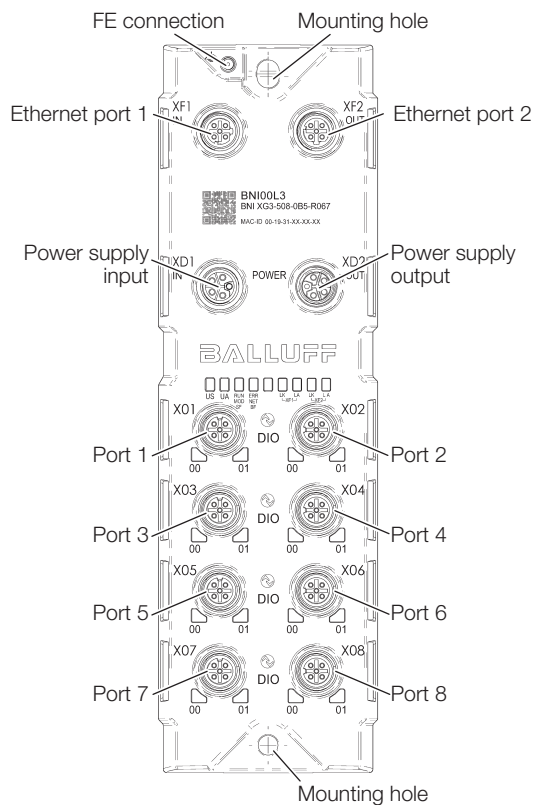 FE connection Mounting hole
Ethernet port 1 XF1 IN XF2 OUT Ethernet port 2
BNI00L3
BNI XG3-508-0B5-R067
MAC-ID 00-19-31-XX-XX-XX
Power supply input XD1 IN POWER XD2 OUT Power supply output
BALLUFF
US UA RUN MOD SF ERR NET BF LK LA LK LA
XF1 XF2
X01 X02
Port 1 DIO Port 2
00 01 00 01
X03 X04
Port 3 DIO Port 4
00 01 00 01
X05 X06
Port 5 DIO Port 6
00 01 00 01
X07 X08
Port 7 DIO Port 8
00 01 00 01
Mounting hole